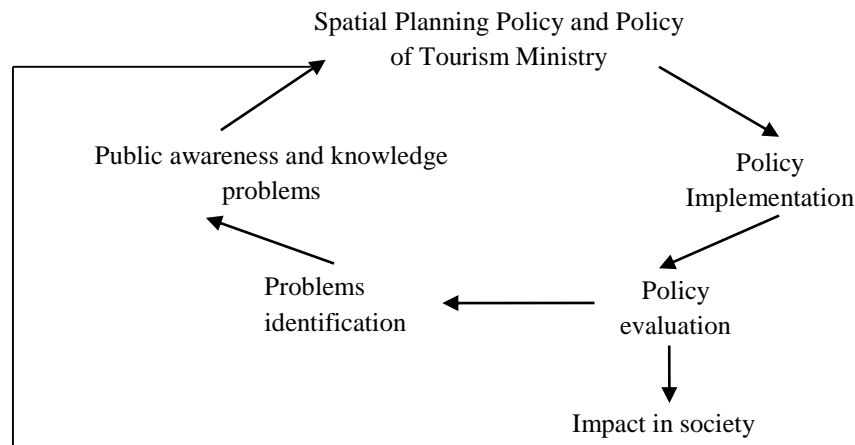 Spatial Planning Policy and Policy
of Tourism Ministry
Public awareness and knowledge
problems
Policy
Implementation
Problems
identification
Policy
evaluation
Impact in society